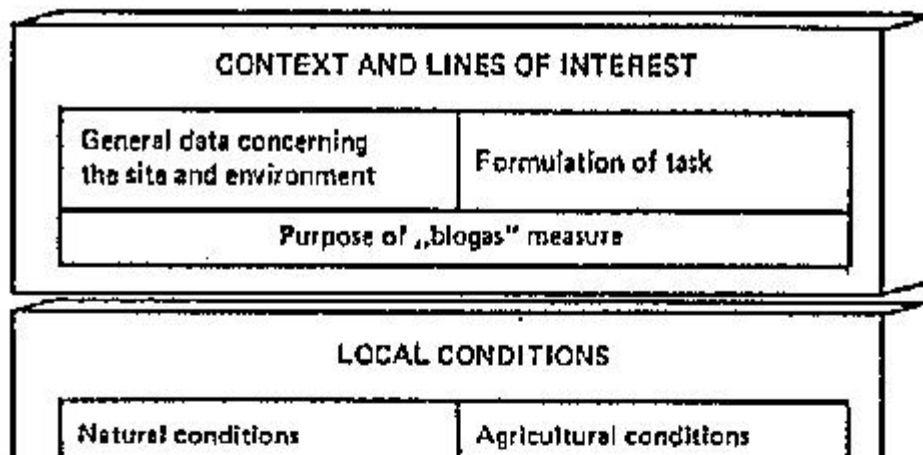 CONTEXT AND LINES OF INTEREST
General data concerning
the site and environment
Formulation of task
Purpose of „biogas" measure
LOCAL CONDITIONS
Natural conditions
Agricultural conditions